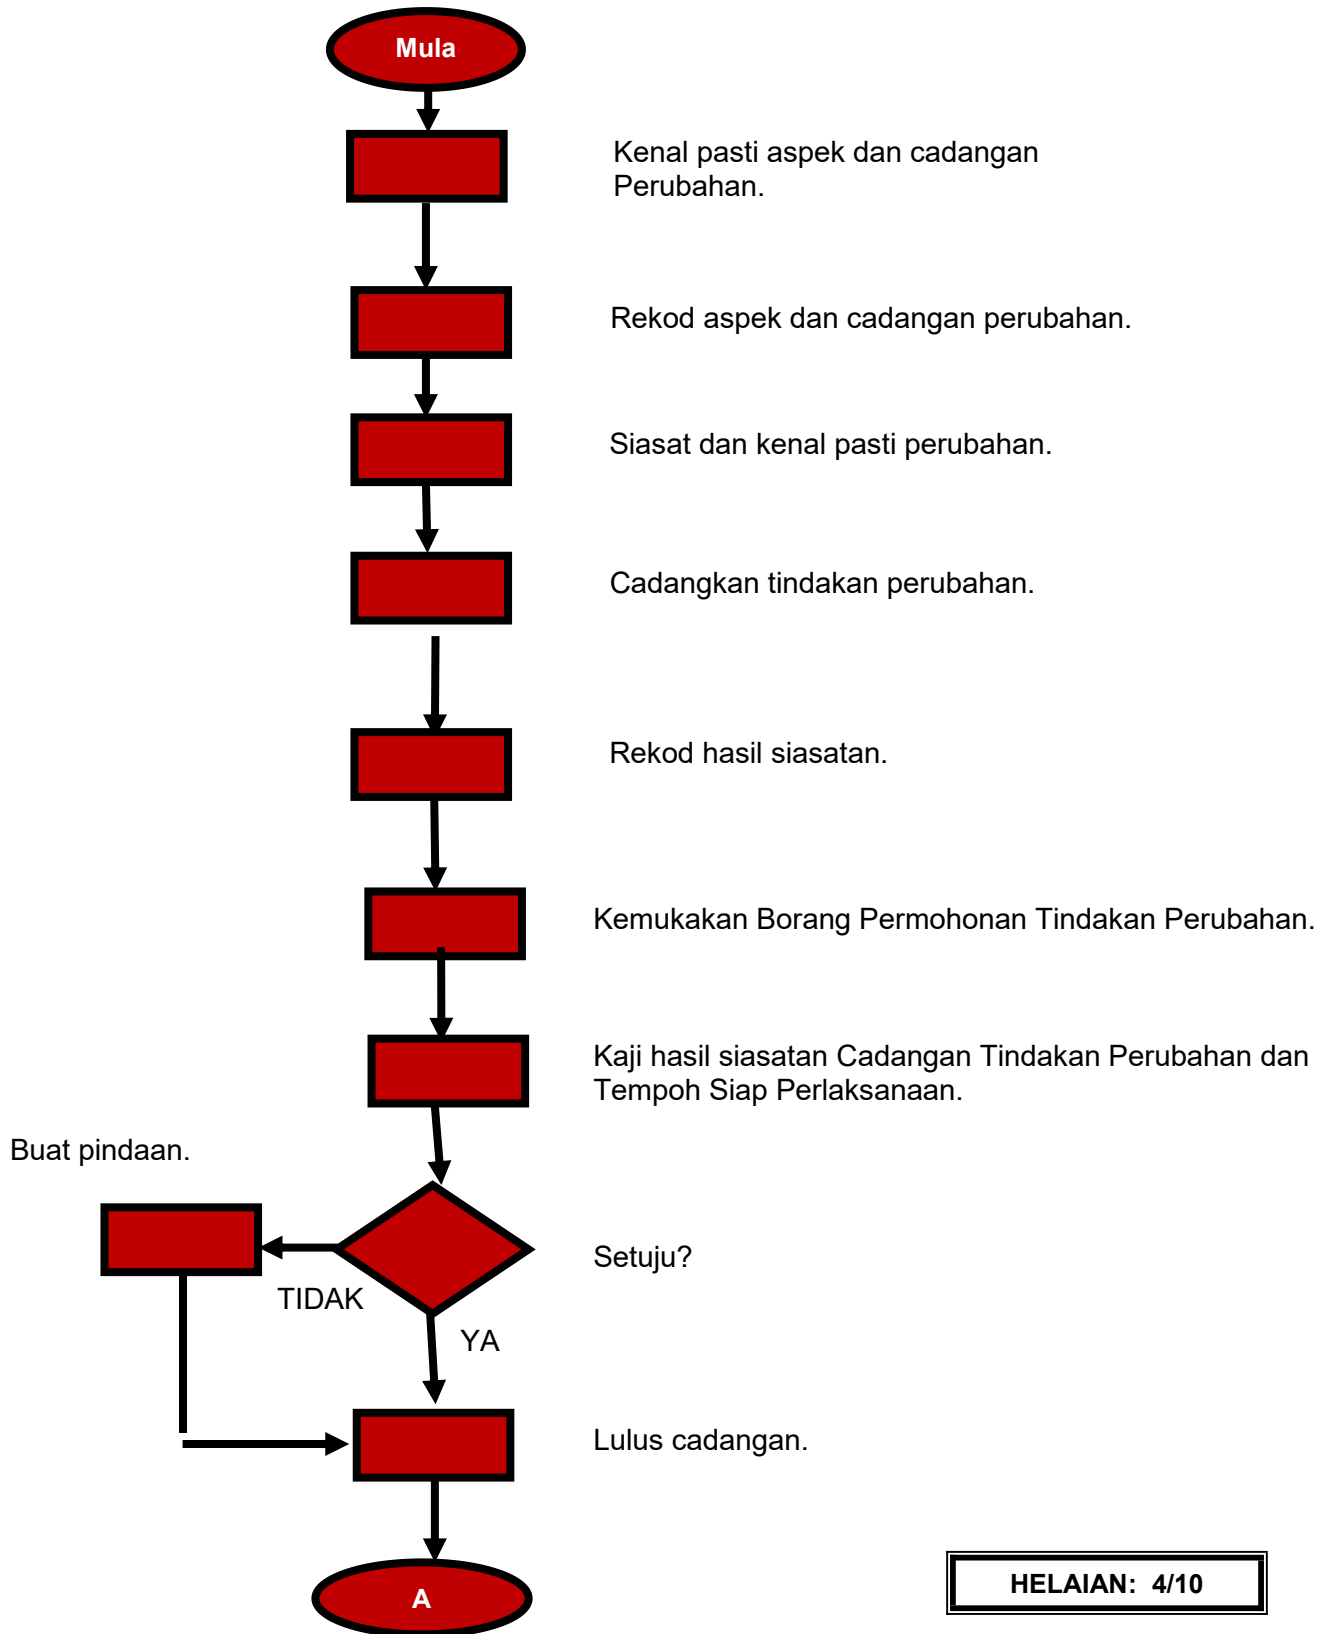 Mula
Kenal pasti aspek dan cadangan
Perubahan.
Rekod aspek dan cadangan perubahan.
Siasat dan kenal pasti perubahan.
Cadangkan tindakan perubahan.
Rekod hasil siasatan.
Kemukakan Borang Permohonan Tindakan Perubahan.
Kaji hasil siasatan Cadangan Tindakan Perubahan dan
Tempoh Siap Perlaksanaan.
Buat pindaan.
Setuju?
TIDAK
YA
Lulus cadangan.
A
HELAIAN: 4/10